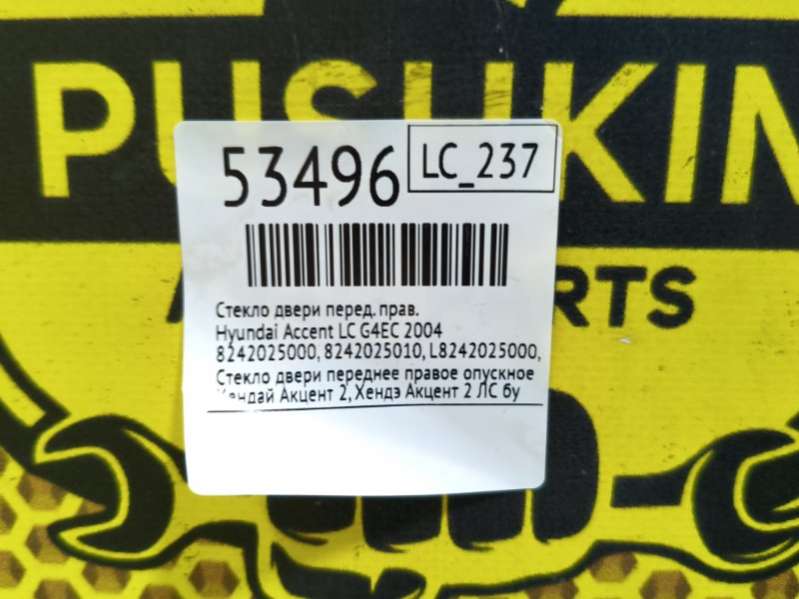 PUSHKIN
53496
LC_237
RTS
Стекло двери перед. прав.
Hyundai Accent LC G4EC 2004
8242025000, 8242025010, L8242025000,
Стекло двери переднее правое опускное
Хендай Акцент 2, Хендэ Акцент 2 ЛС бу